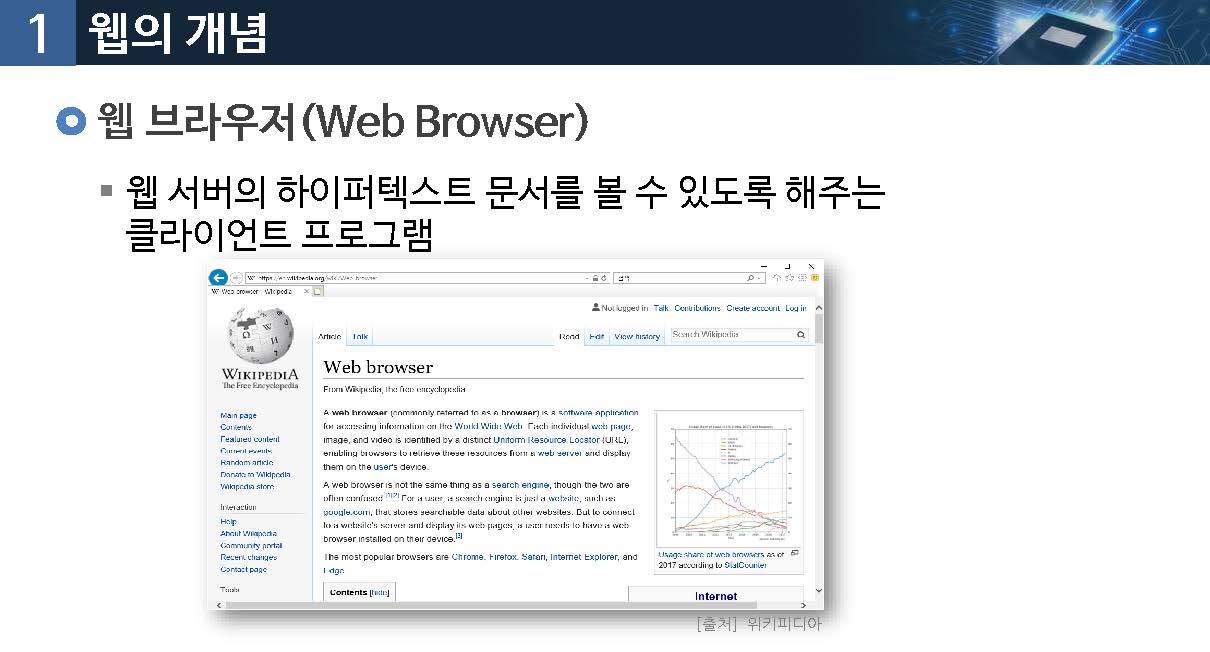 1 웹의 개념
웹 브라우저(Web Browser)
웹 서버의 하이퍼텍스트 문서를 볼 수 있도록 해주는
클라이언트 프로그램
https://en.wikipedia.org/wiki/Web_browser
W Web browser - Wikipedia
Not logged in Talk Contributions Create account Log in
Article Talk Read Edit View history Search Wikipedia
WIKIPEDIA
The Free Encyclopedia
Main page
Contents
Featured content
Current events
Random article
Donate to Wikipedia
Wikipedia store
Interaction
Help
About Wikipedia
Community portal
Recent changes
Contact page
Tools
Web browser
From Wikipedia, the free encyclopedia
A web browser (commonly referred to as a browser) is a software application
for accessing information on the World Wide Web. Each individual web page,
image, and video is identified by a distinct Uniform Resource Locator (URL),
enabling browsers to retrieve these resources from a web server and display
them on the user's device.
A web browser is not the same thing as a search engine, though the two are
often confused.[1][2] For a user, a search engine is just a website, such as
google.com, that stores searchable data about other websites. But to connect
to a website's server and display its web pages, a user needs to have a web
browser installed on their device.[3]
The most popular browsers are Chrome, Firefox, Safari, Internet Explorer, and
Edge.
Contents [hide]
Usage share of web browsers as of
2017 according to StatCounter
Internet
[출처] 위키피디아